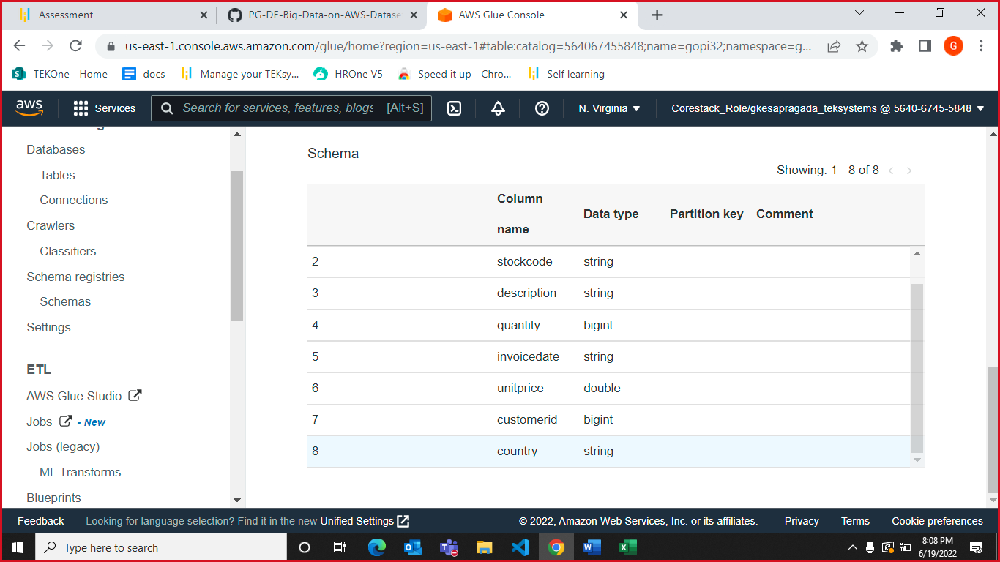 Assessment
PG-DE-Big-Data-on-AWS-Datase
AWS Glue Console
us-east-1.console.aws.amazon.com/glue/home?region=us-east-1#table:catalog=564067455848;name=gopi32;namespace=g...
G
TEKOne - Home
docs
Manage your TEKsy...
HROne V5
Speed it up - Chro...
Self learning
aws
Services
Search for services, features, blogs
[Alt+S]
N. Virginia
Corestack_Role/gkesapragada_teksystems @ 5640-6745-5848
Data catalog
Databases
Tables
Connections
Crawlers
Classifiers
Schema registries
Schemas
Settings
ETL
AWS Glue Studio
Jobs - New
Jobs (legacy)
ML Transforms
Blueprints
Schema
Showing: 1 - 8 of 8
Column name Data type Partition key Comment
2 stockcode string
3 description string
4 quantity bigint
5 invoicedate string
6 unitprice double
7 customerid bigint
8 country string
Feedback
Looking for language selection? Find it in the new Unified Settings
© 2022, Amazon Web Services, Inc. or its affiliates.
Privacy
Terms
Cookie preferences
Type here to search
8:08 PM
6/19/2022